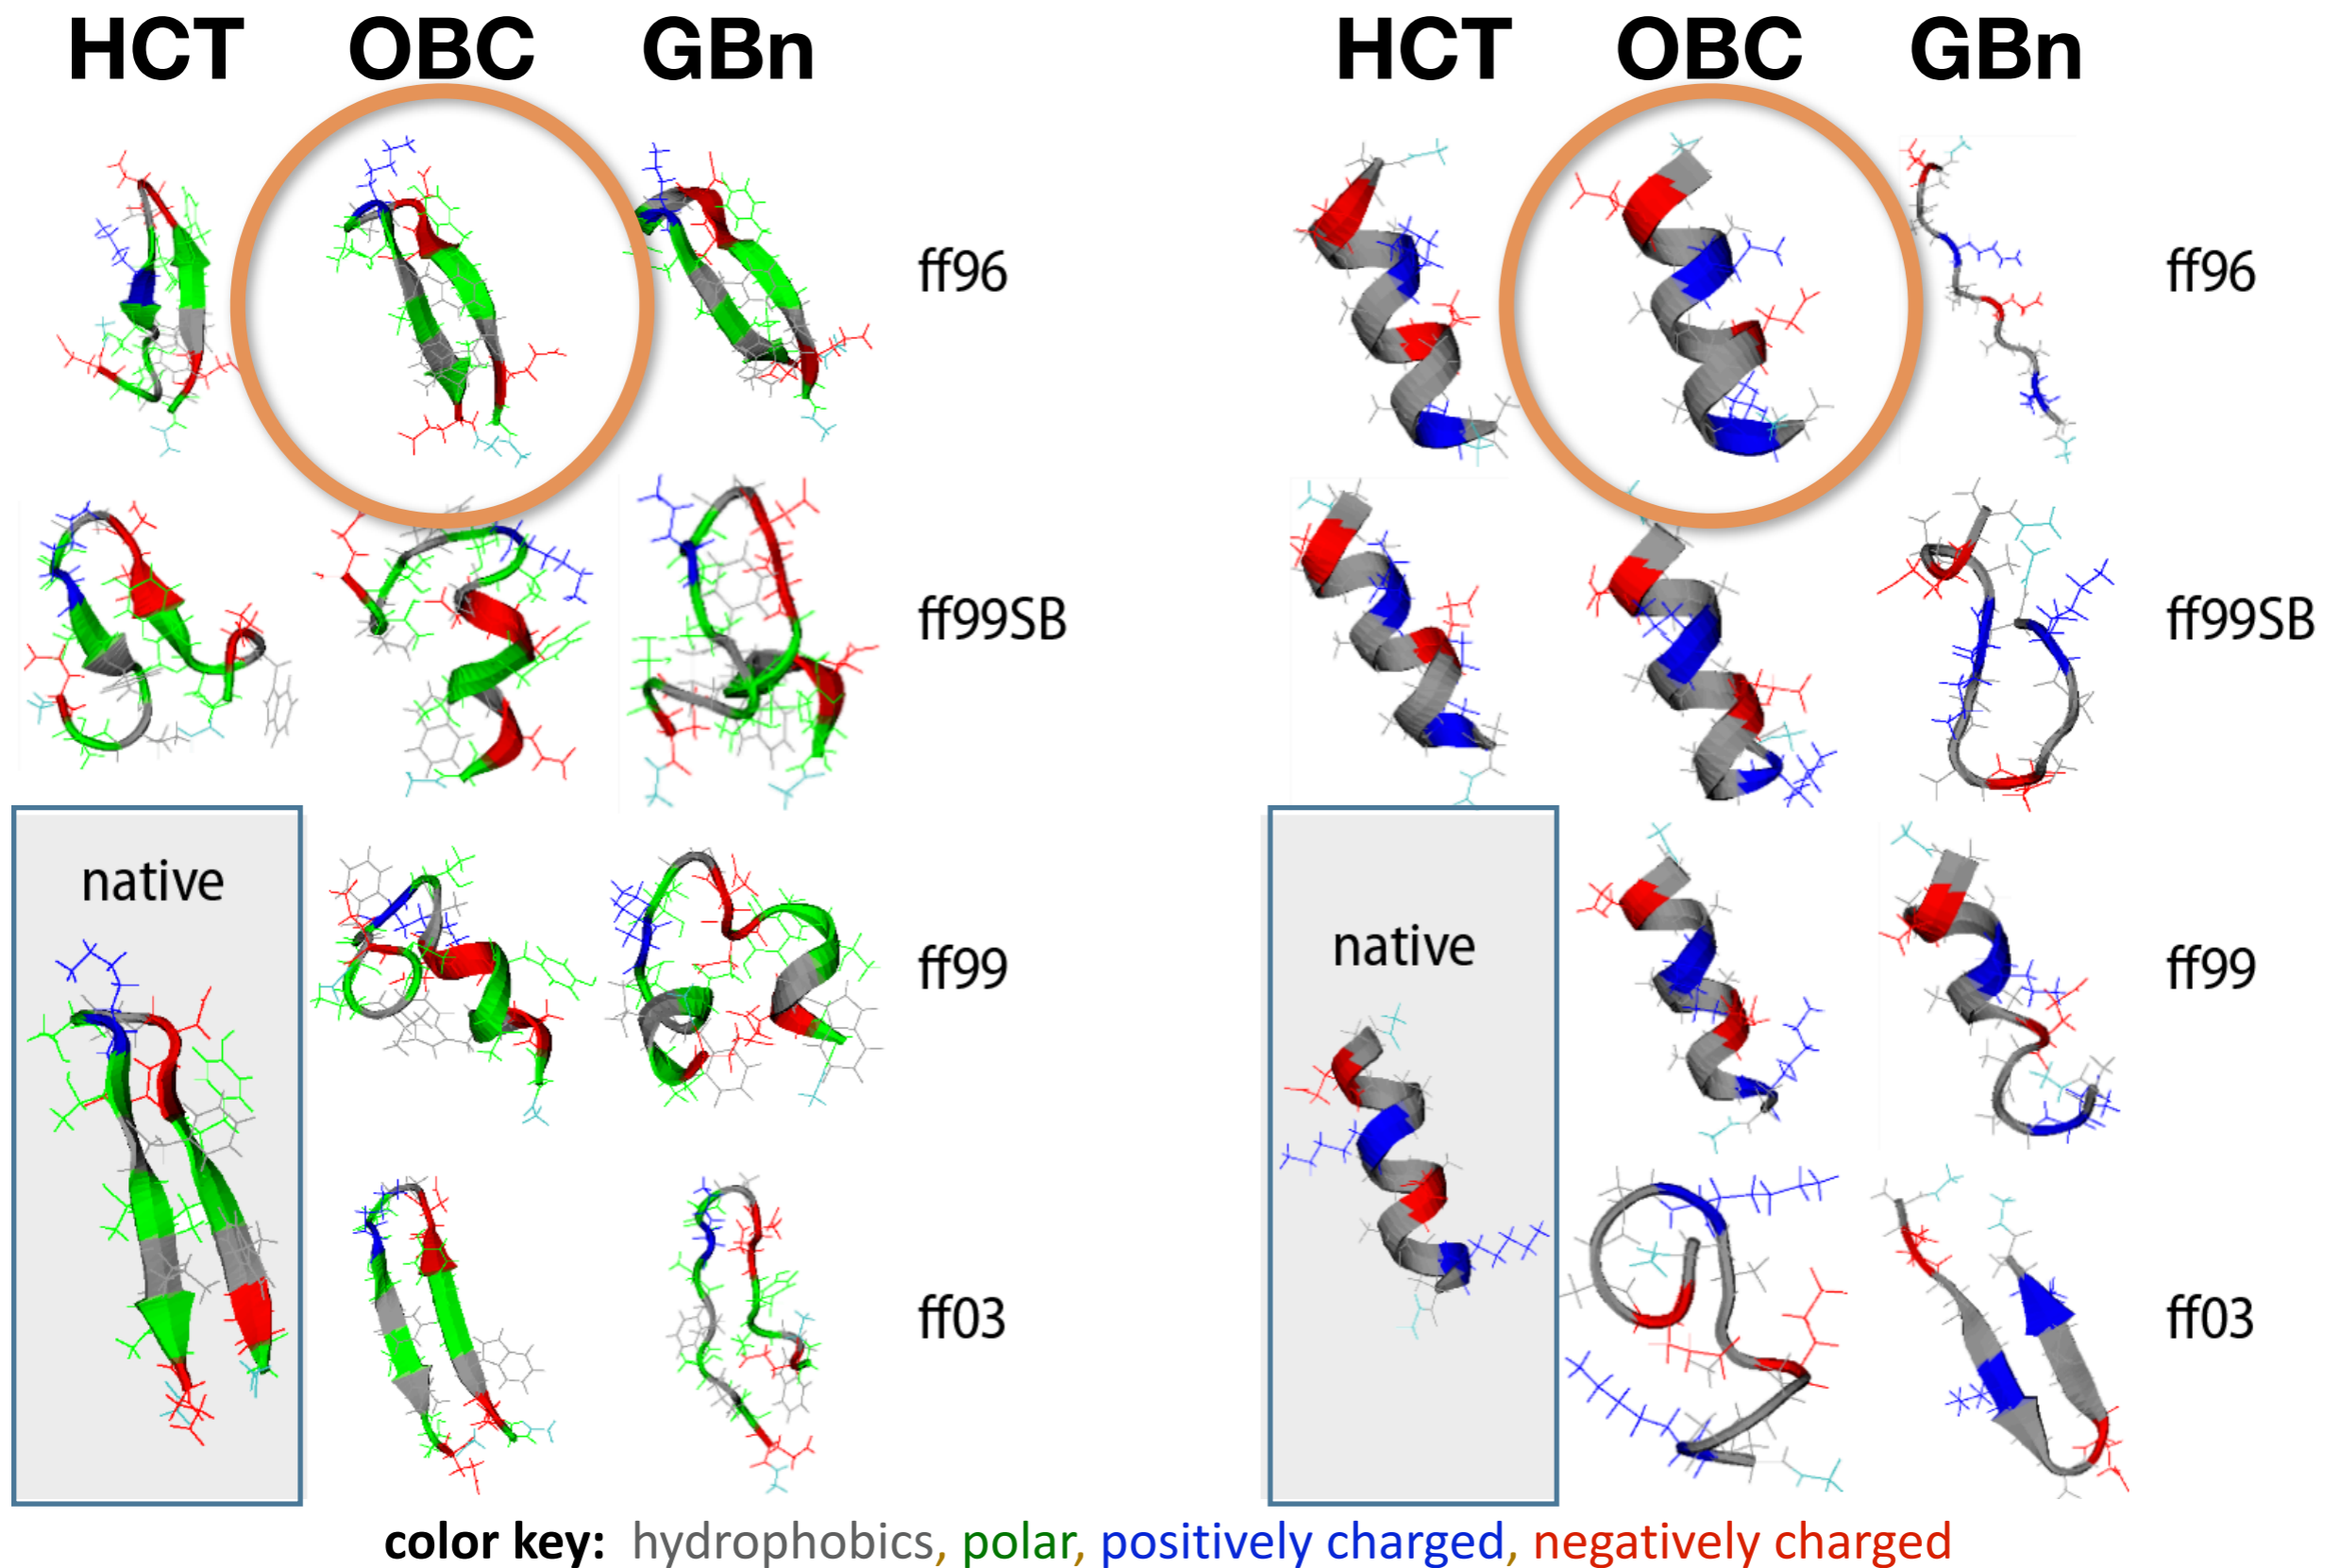 HCT OBC GBn HCT OBC GBn
ff96 ff96
ff99SB ff99SB
native
native
ff99 ff99
ff03 ff03
color key: hydrophobics, polar, positively charged, negatively charged